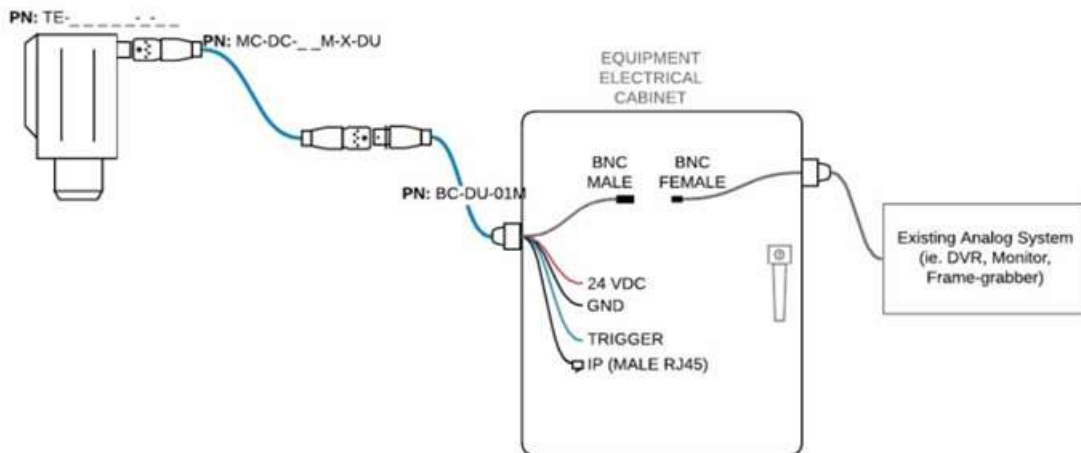 PN: TE-_ _ _ _ _ _-_-_ _
PN: MC-DC-_ _M-X-DU
EQUIPMENT
ELECTRICAL
CABINET
BNC
MALE
BNC
FEMALE
PN: BC-DU-01M
24 VDC
GND
TRIGGER
IP (MALE RJ45)
Existing Analog System
(ie. DVR, Monitor,
Frame-grabber)